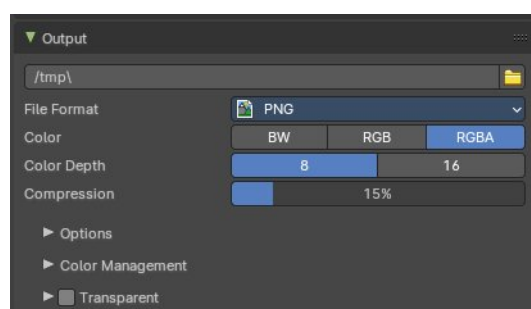 Output
/tmp\
File Format PNG
Color BW RGB RGBA
Color Depth 8 16
Compression 15%
Options
Color Management
Transparent